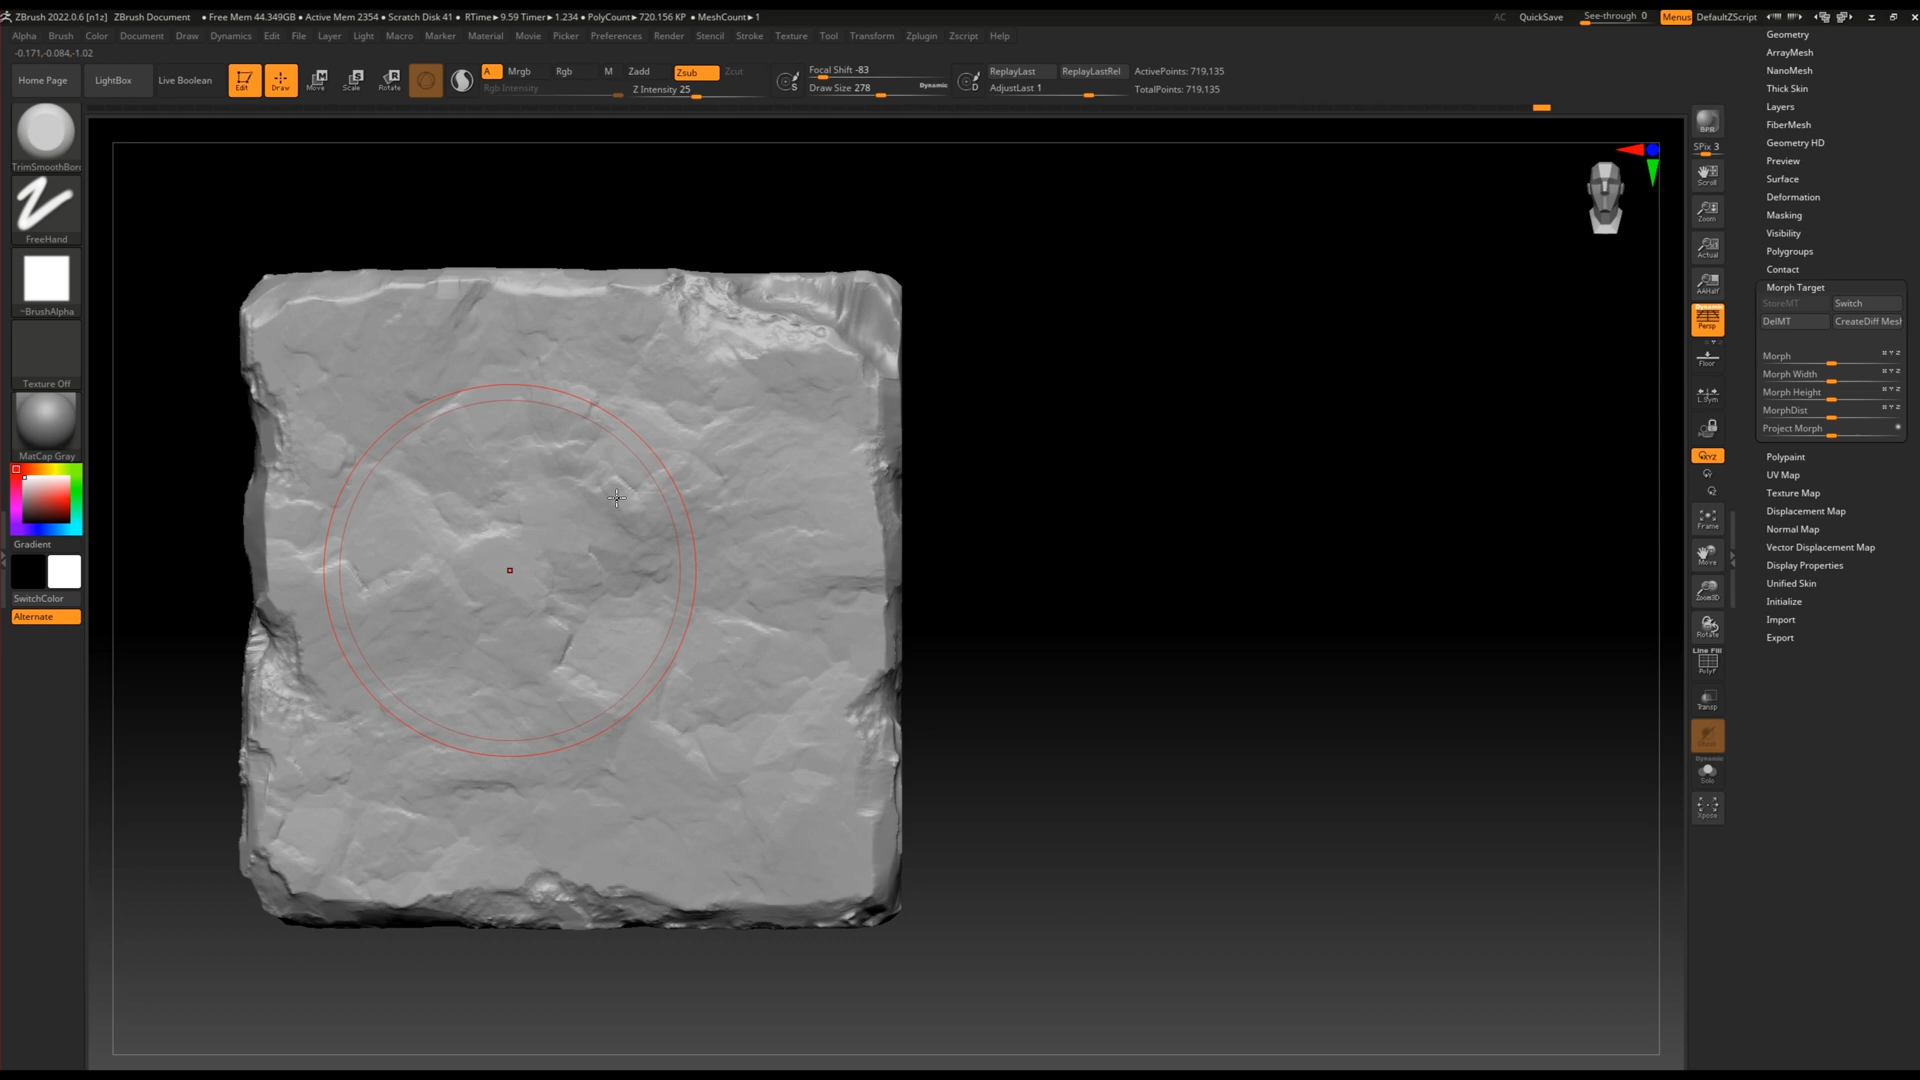 ZBrush 2022.0.6 [n1z] ZBrush Document • Free Mem 44.349GB • Active Mem 2354 • Scratch Disk 41 • RTime►9.59 Timer►1.234 • PolyCount►720.156 KP • MeshCount►1 AC QuickSave See-through 0 Menus DefaultZScript
Alpha Brush Color Document Draw Dynamics Edit File Layer Light Macro Marker Material Movie Picker Preferences Render Stencil Stroke Texture Tool Transform Zplugin Zscript Help
-0.171,-0.084,-1.02
Home Page LightBox Live Boolean Edit Draw Move Scale Rotate
A Mrgb Rgb M Zadd Zsub Zcut
Rgb Intensity Z Intensity 25
S Focal Shift -83
Draw Size 278 Dynamic
D ReplayLast ReplayLastRel ActivePoints: 719,135
AdjustLast 1 TotalPoints: 719,135
TrimSmoothBord
FreeHand
~BrushAlpha
Texture Off
MatCap Gray
Gradient
SwitchColor
Alternate
BPR
SPix 3
Scroll
Zoom
Actual
AAHalf
Dynamic
Persp
Floor
L.Sym
XYZ
Y
Z
Frame
Move
Zoom3D
Rotate
Line Fill
PolyF
Transp
Ghost
Dynamic
Solo
Xpose
Geometry
ArrayMesh
NanoMesh
Thick Skin
Layers
FiberMesh
Geometry HD
Preview
Surface
Deformation
Masking
Visibility
Polygroups
Contact
Morph Target
StoreMT Switch
DelMT CreateDiff Mesh
Morph X Y Z
Morph Width X Y Z
Morph Height X Y Z
MorphDist X Y Z
Project Morph
Polypaint
UV Map
Texture Map
Displacement Map
Normal Map
Vector Displacement Map
Display Properties
Unified Skin
Initialize
Import
Export